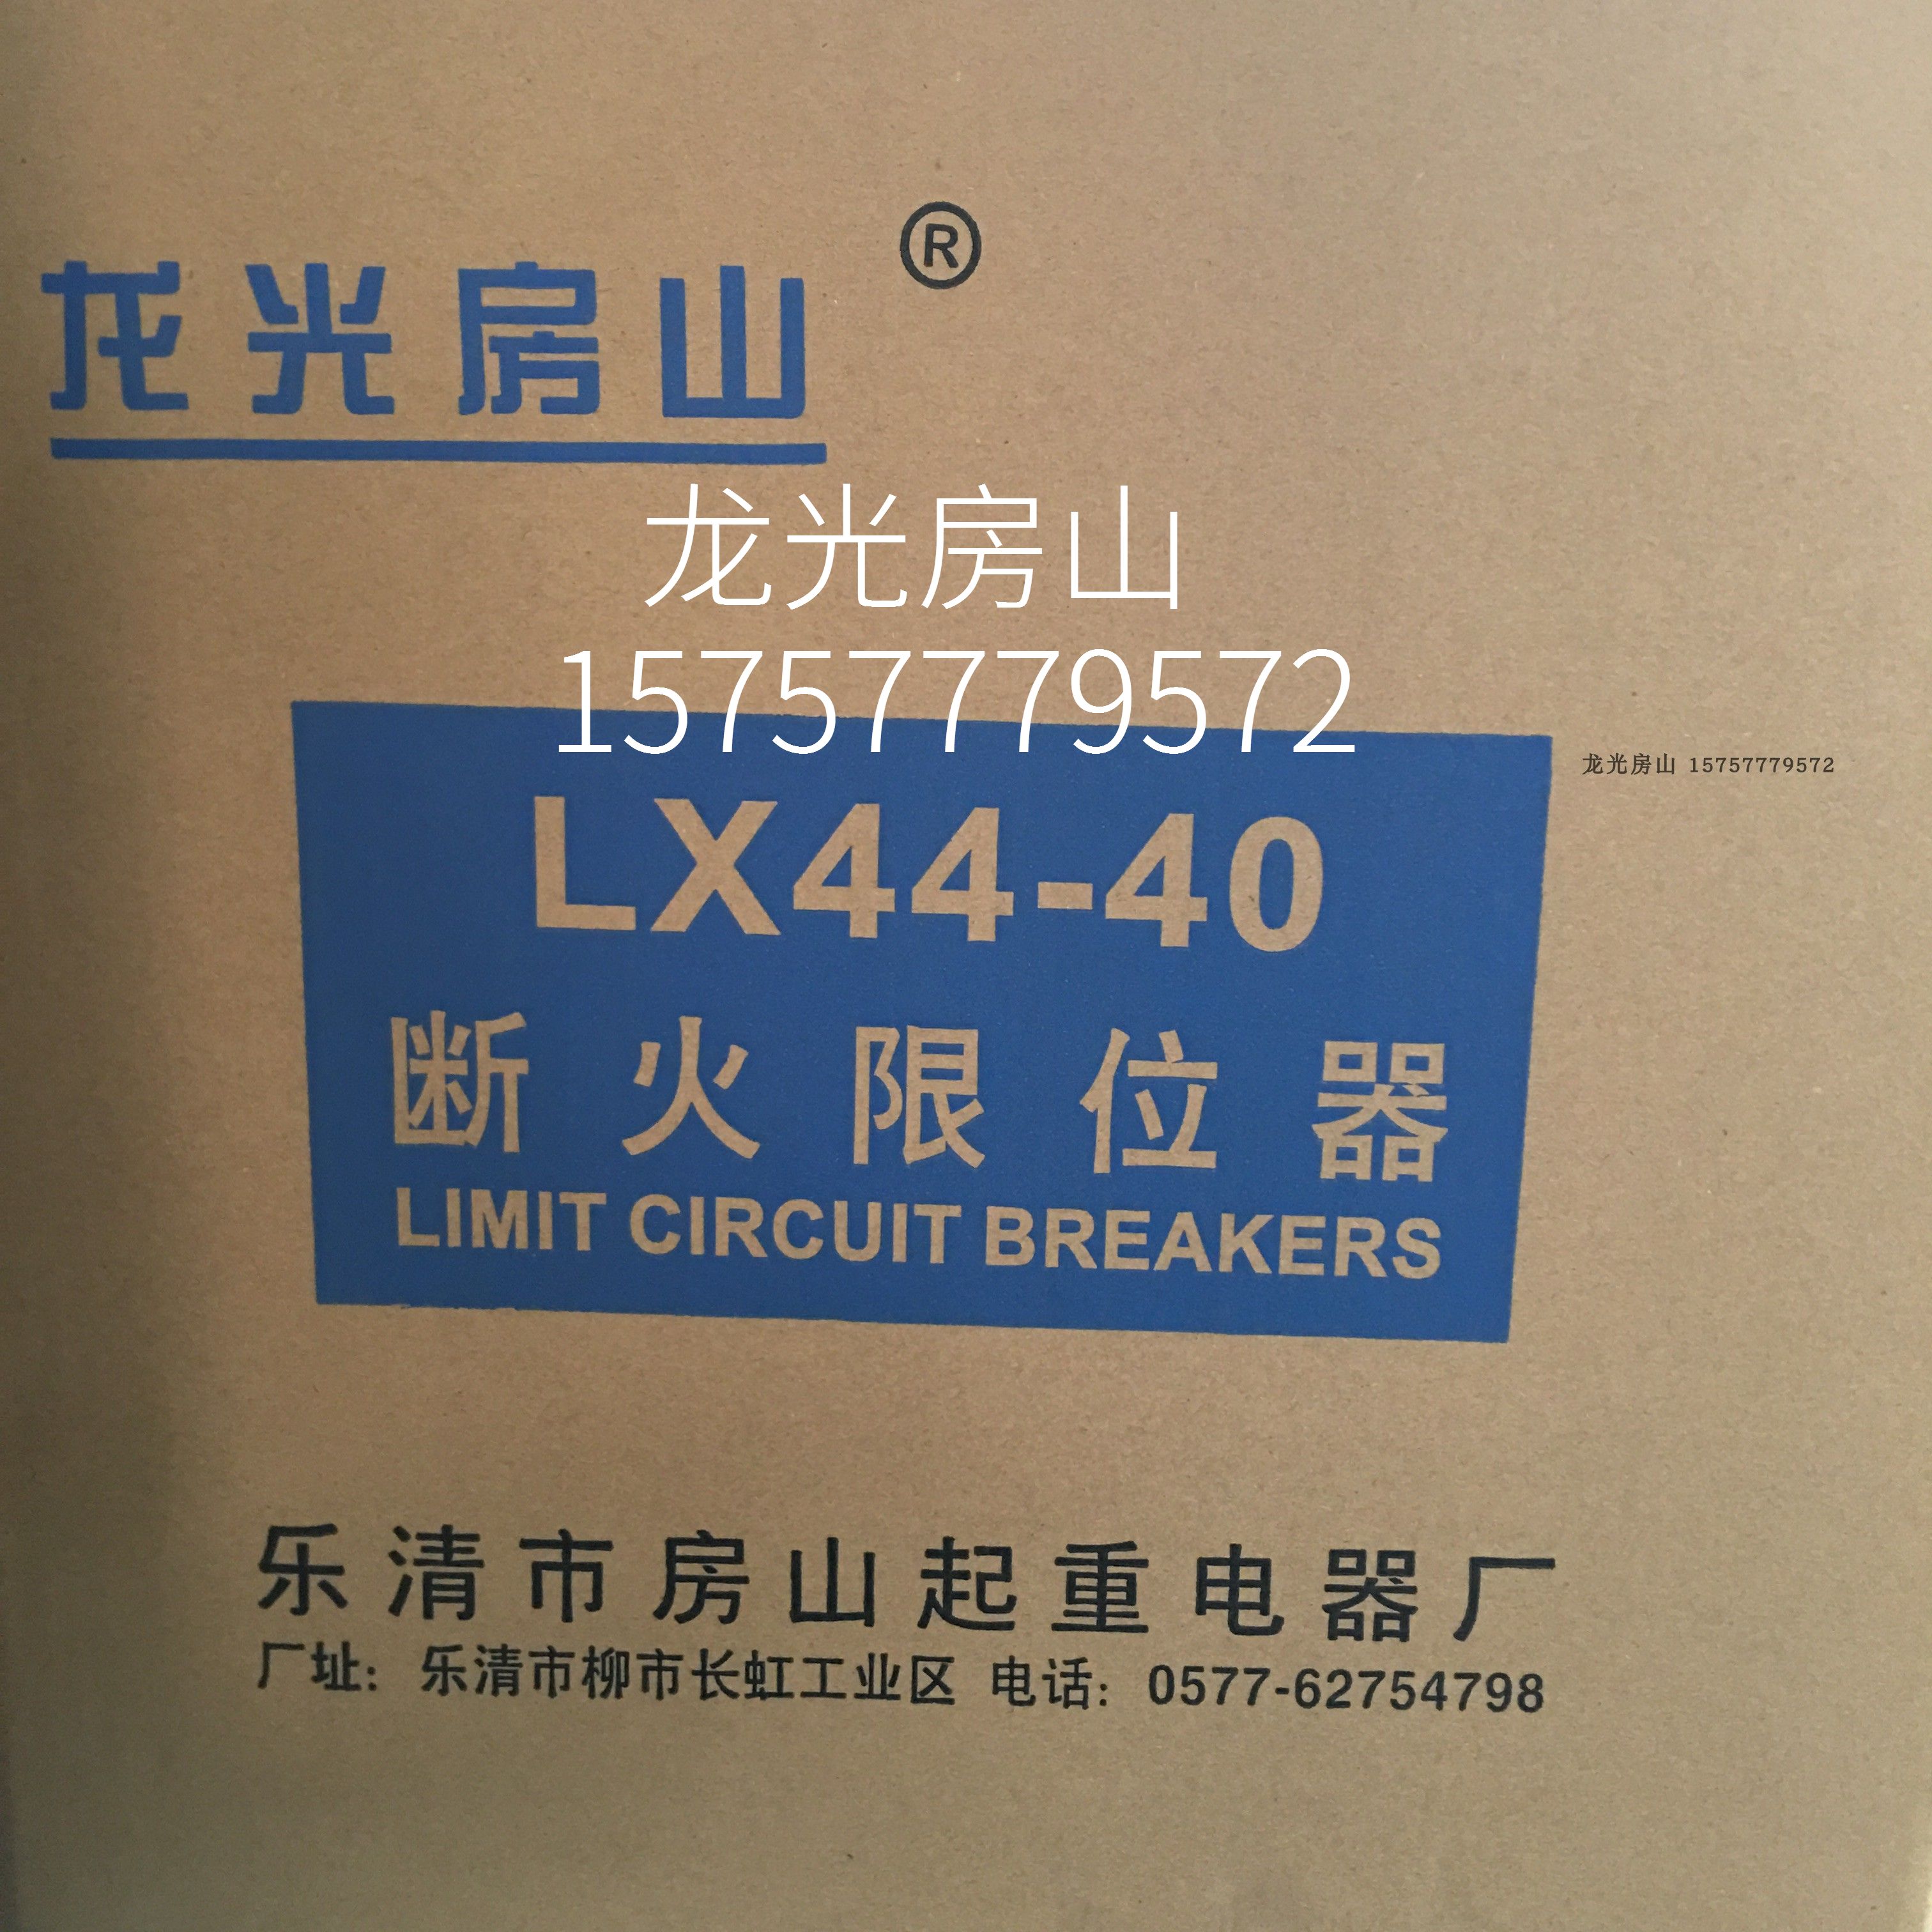 龙光房山 ®
龙光房山
15757779572
龙光房山 15757779572
LX44-40
断火限位器
LIMIT CIRCUIT BREAKERS
乐清市房山起重电器厂
厂址：乐清市柳市长虹工业区 电话：0577-62754798